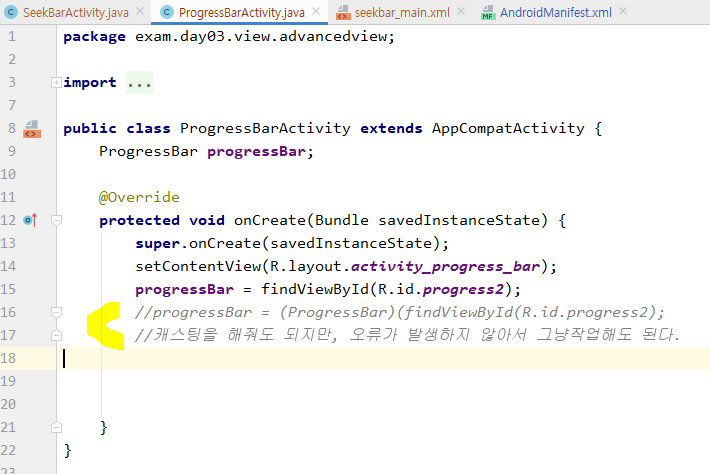 SeekBarActivity.java ProgressBarActivity.java seekbar_main.xml AndroidManifest.xml
1 package exam.day03.view.advancedview;
2
3 import ...
7
8 public class ProgressBarActivity extends AppCompatActivity {
9 ProgressBar progressBar;
10
11 @Override
12 protected void onCreate(Bundle savedInstanceState) {
13 super.onCreate(savedInstanceState);
14 setContentView(R.layout.activity_progress_bar);
15 progressBar = findViewById(R.id.progress2);
16 //progressBar = (ProgressBar)(findViewById(R.id.progress2);
17 //캐스팅을 해줘도 되지만, 오류가 발생하지 않아서 그냥작업해도 된다.
18
19
20
21 }
22 }